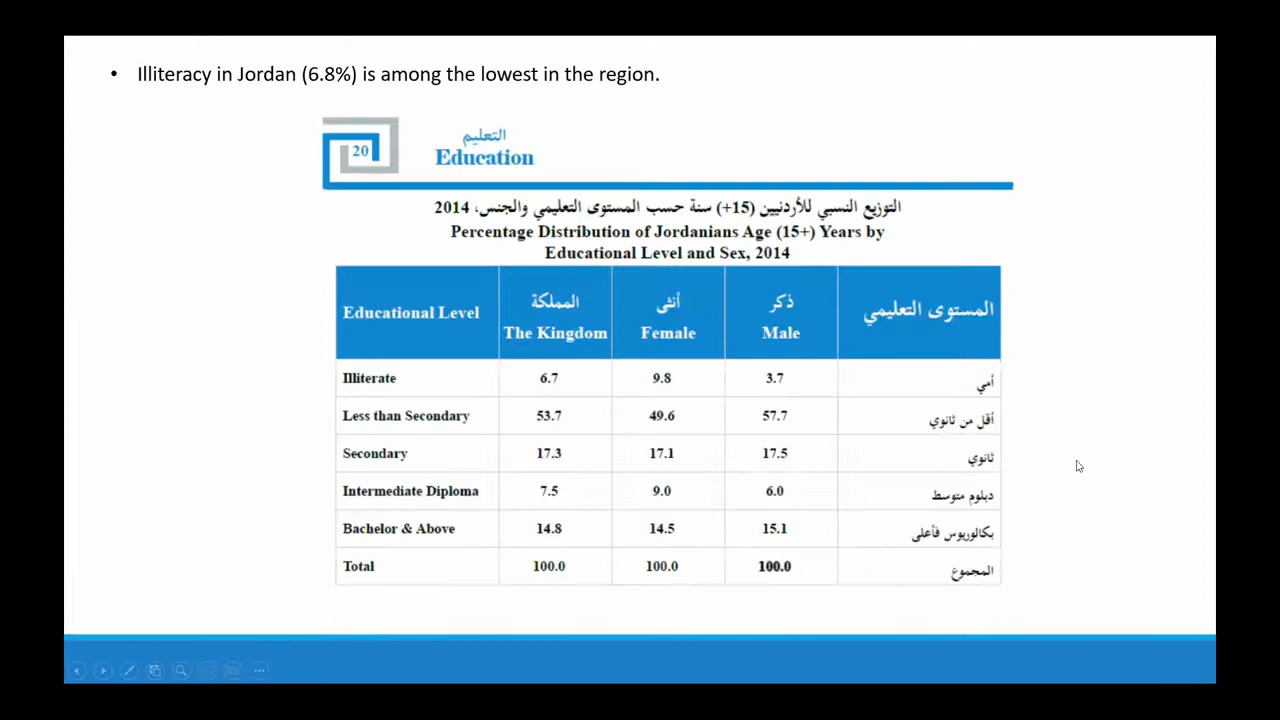 • Illiteracy in Jordan (6.8%) is among the lowest in the region.
20
التعليم
Education
التوزيع النسبي للأردنيين (15+) سنة حسب المستوى التعليمي والجنس، 2014
Percentage Distribution of Jordanians Age (15+) Years by
Educational Level and Sex, 2014
Educational Level المملكة The Kingdom أنثى Female ذكر Male المستوى التعليمي
Illiterate 6.7 9.8 3.7 أمي
Less than Secondary 53.7 49.6 57.7 أقل من ثانوي
Secondary 17.3 17.1 17.5 ثانوي
Intermediate Diploma 7.5 9.0 6.0 دبلوم متوسط
Bachelor & Above 14.8 14.5 15.1 بكالوريوس فأعلى
Total 100.0 100.0 100.0 المجموع